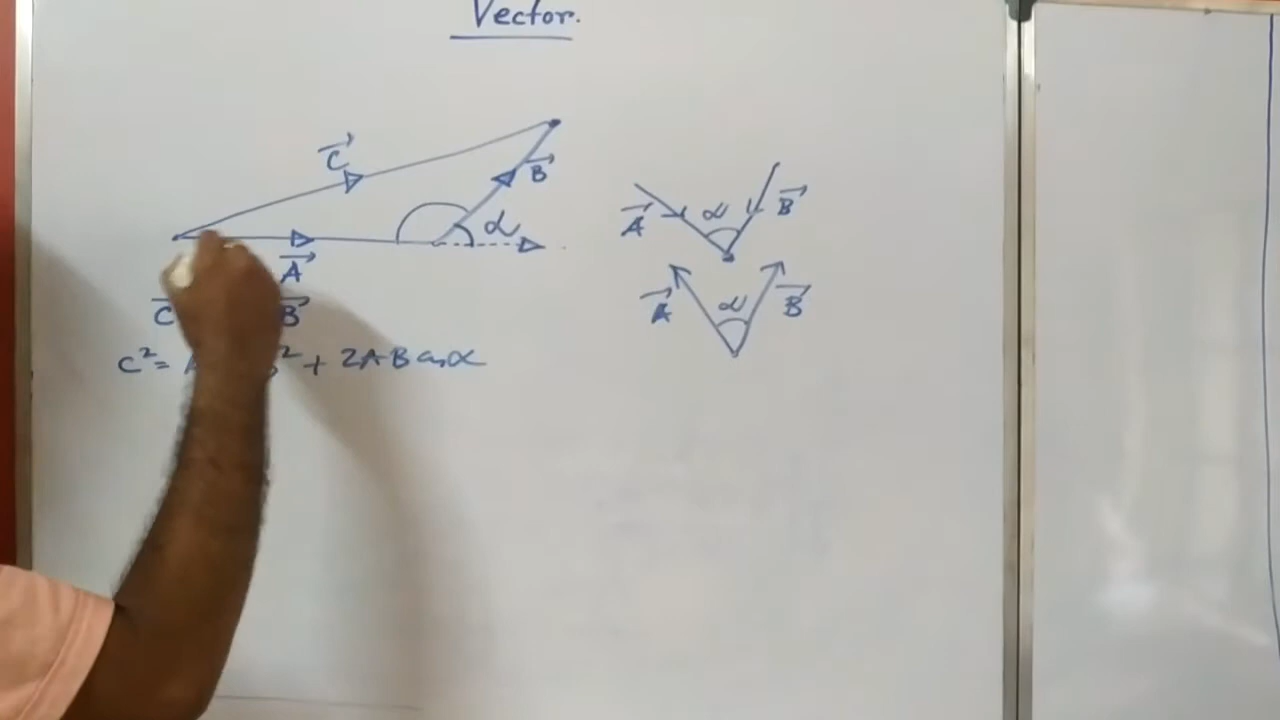 Vector.
C⃗
B⃗
α
A⃗
C⃗ B⃗
C² = ² + 2AB cosα
A⃗ α B⃗
A⃗ α B⃗